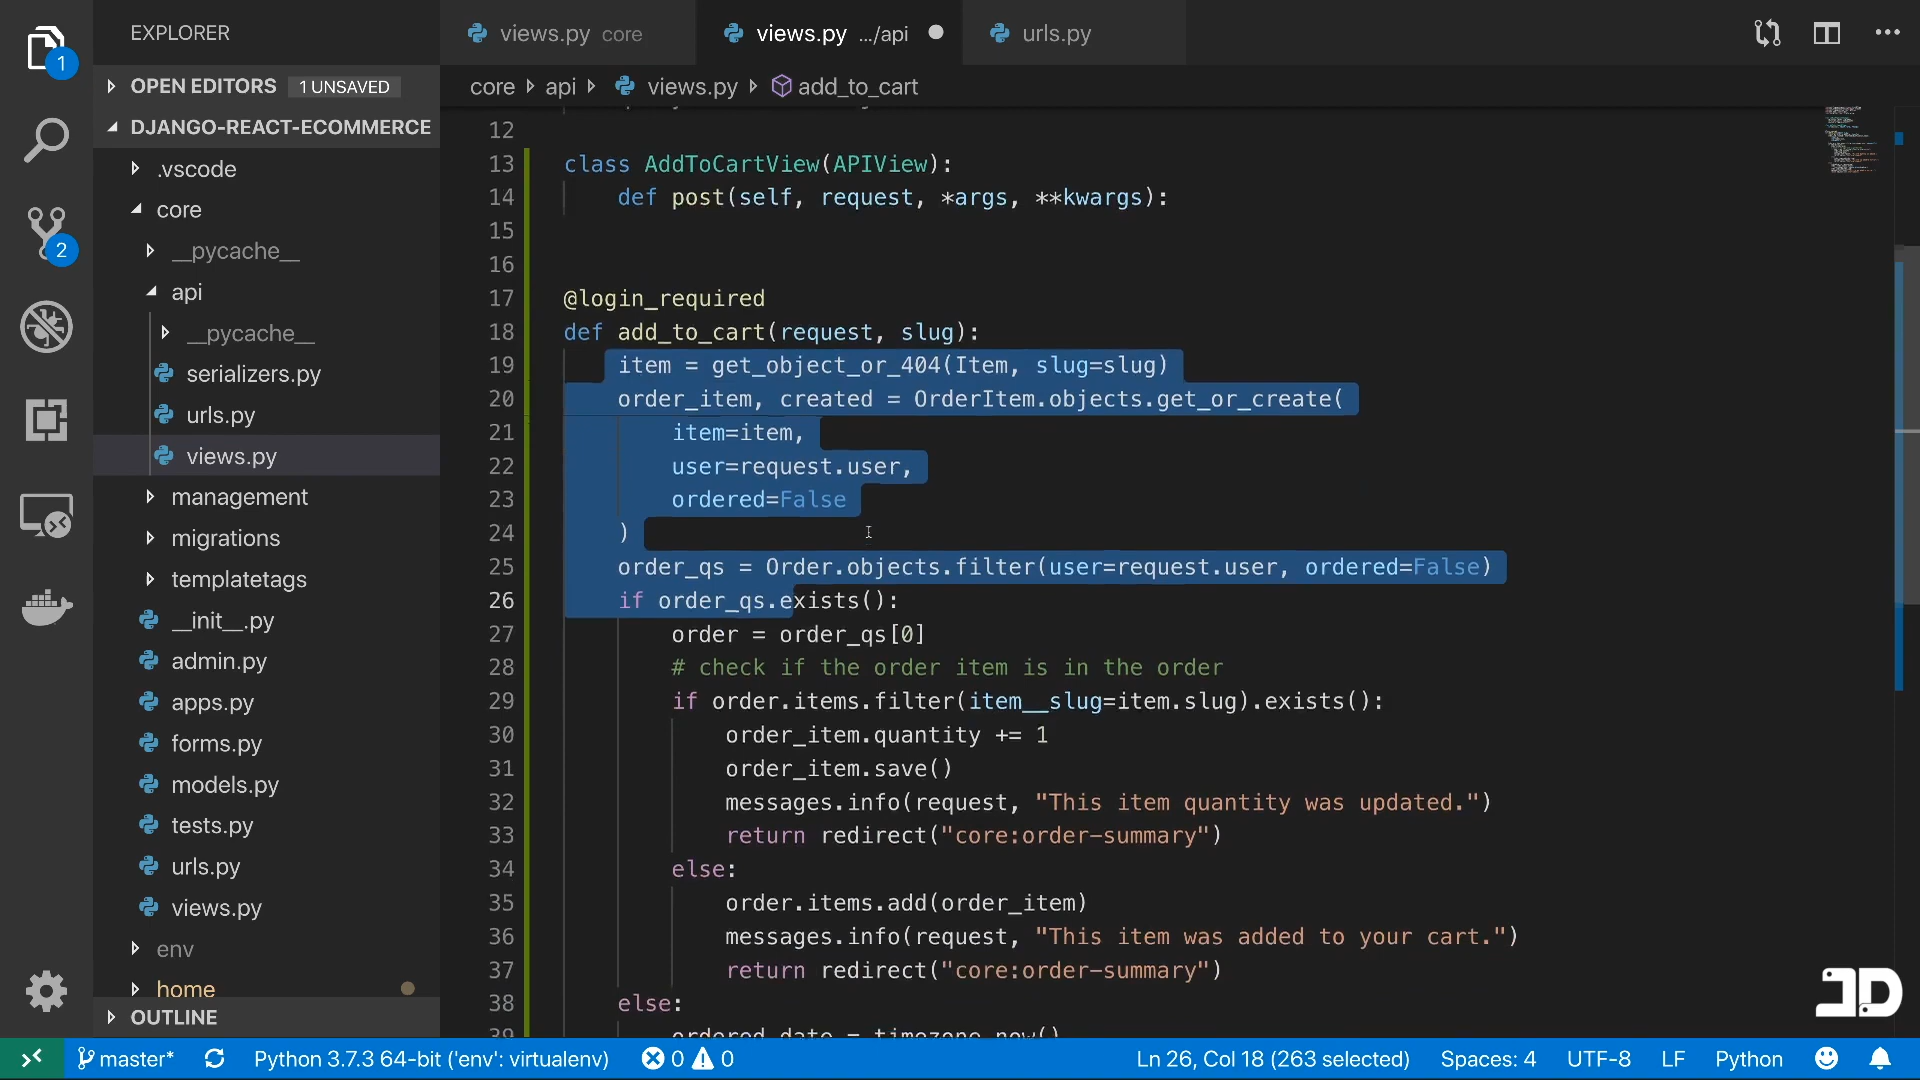 EXPLORER
views.py core
views.py .../api
urls.py
1
OPEN EDITORS 1 UNSAVED
core api views.py add_to_cart
DJANGO-REACT-ECOMMERCE
.vscode
core
__pycache__
api
__pycache__
serializers.py
urls.py
views.py
management
migrations
templatetags
__init__.py
admin.py
apps.py
forms.py
models.py
tests.py
urls.py
views.py
env
home
OUTLINE
2
12
13 class AddToCartView(APIView):
14 def post(self, request, *args, **kwargs):
15
16
17 @login_required
18 def add_to_cart(request, slug):
19 item = get_object_or_404(Item, slug=slug)
20 order_item, created = OrderItem.objects.get_or_create(
21 item=item,
22 user=request.user,
23 ordered=False
24 )
25 order_qs = Order.objects.filter(user=request.user, ordered=False)
26 if order_qs.exists():
27 order = order_qs[0]
28 # check if the order item is in the order
29 if order.items.filter(item__slug=item.slug).exists():
30 order_item.quantity += 1
31 order_item.save()
32 messages.info(request, "This item quantity was updated.")
33 return redirect("core:order-summary")
34 else:
35 order.items.add(order_item)
36 messages.info(request, "This item was added to your cart.")
37 return redirect("core:order-summary")
38 else:
39 ordered_date = timezone.now()
JD
master* Python 3.7.3 64-bit ('env': virtualenv) 0 0 Ln 26, Col 18 (263 selected) Spaces: 4 UTF-8 LF Python